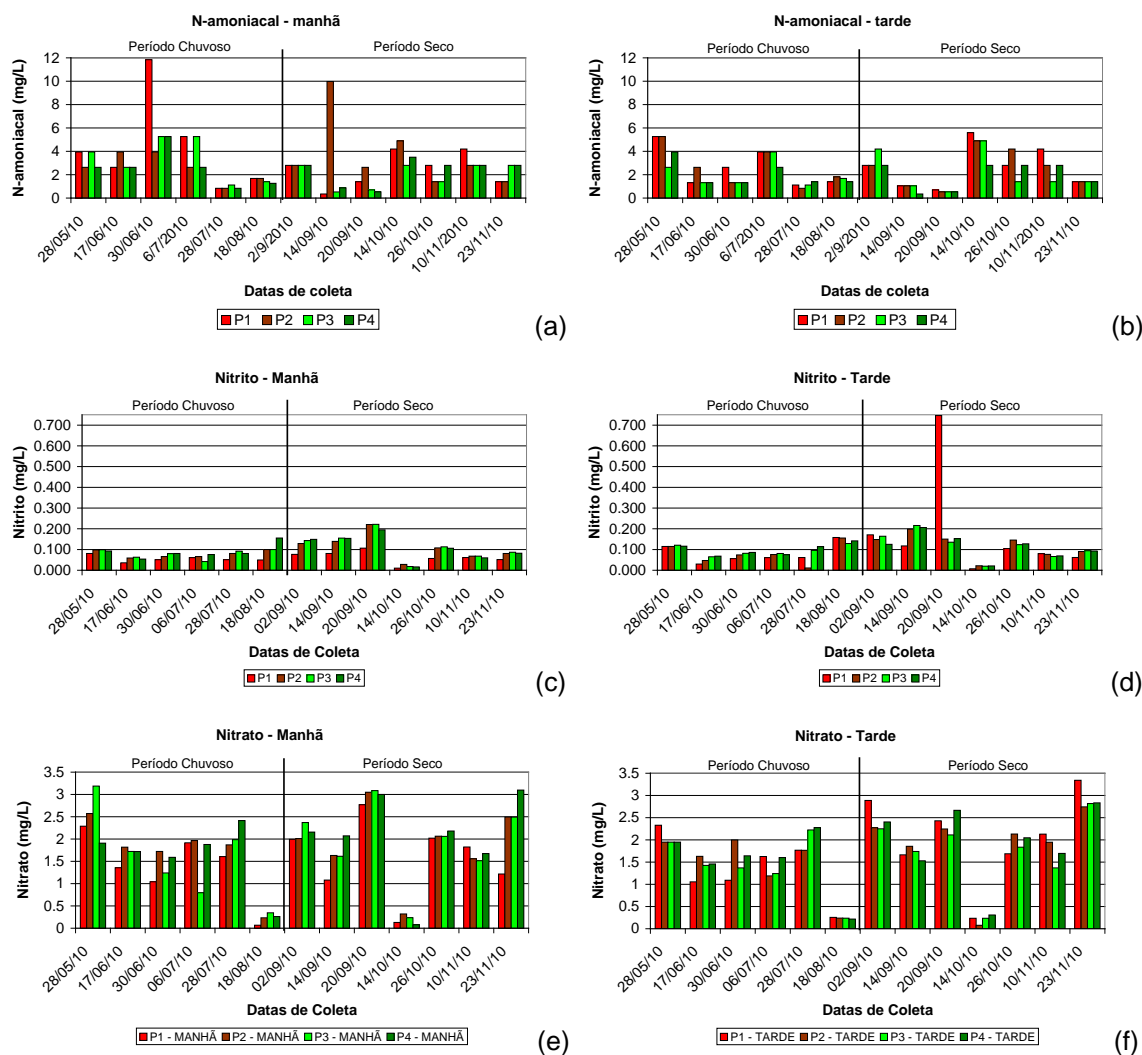 N-amoniacal - manhã
Período Chuvoso Período Seco
N-amoniacal (mg/L)
12
10
8
6
4
2
0
28/05/10 17/06/10 30/06/10 6/7/2010 28/07/10 18/08/10 2/9/2010 14/09/10 20/09/10 14/10/10 26/10/10 10/11/2010 23/11/10
Datas de coleta
P1 P2 P3 P4
(a)
N-amoniacal - tarde
Período Chuvoso Período Seco
N-amoniacal (mg/L)
12
10
8
6
4
2
0
28/05/10 17/06/10 30/06/10 6/7/2010 28/07/10 18/08/10 2/9/2010 14/09/10 20/09/10 14/10/10 26/10/10 10/11/2010 23/11/10
Datas de coleta
P1 P2 P3 P4
(b)
Nitrito - Manhã
Período Chuvoso Período Seco
Nitrito (mg/L)
0.700
0.600
0.500
0.400
0.300
0.200
0.100
0.000
28/05/10 17/06/10 30/06/10 06/07/10 28/07/10 18/08/10 02/09/10 14/09/10 20/09/10 14/10/10 26/10/10 10/11/10 23/11/10
Datas de Coleta
P1 P2 P3 P4
(c)
Nitrito - Tarde
Período Chuvoso Período Seco
Nitrito (mg/L)
0.700
0.600
0.500
0.400
0.300
0.200
0.100
0.000
28/05/10 17/06/10 30/06/10 06/07/10 28/07/10 18/08/10 02/09/10 14/09/10 20/09/10 14/10/10 26/10/10 10/11/10 23/11/10
Datas de Coleta
P1 P2 P3 P4
(d)
Nitrato - Manhã
Período Chuvoso Período Seco
Nitrato (mg/L)
3.5
3
2.5
2
1.5
1
0.5
0
28/05/10 17/06/10 30/06/10 06/07/10 28/07/10 18/08/10 02/09/10 14/09/10 20/09/10 14/10/10 26/10/10 10/11/10 23/11/10
Datas de Coleta
P1 - MANHÃ P2 - MANHÃ P3 - MANHÃ P4 - MANHÃ
(e)
Nitrato - Tarde
Período Chuvoso Período Seco
Nitrato (mg/L)
3.5
3
2.5
2
1.5
1
0.5
0
28/05/10 17/06/10 30/06/10 06/07/10 28/07/10 18/08/10 02/09/10 14/09/10 20/09/10 14/10/10 26/10/10 10/11/10 23/11/10
Datas de Coleta
P1 - TARDE P2 - TARDE P3 - TARDE P4 - TARDE
(f)